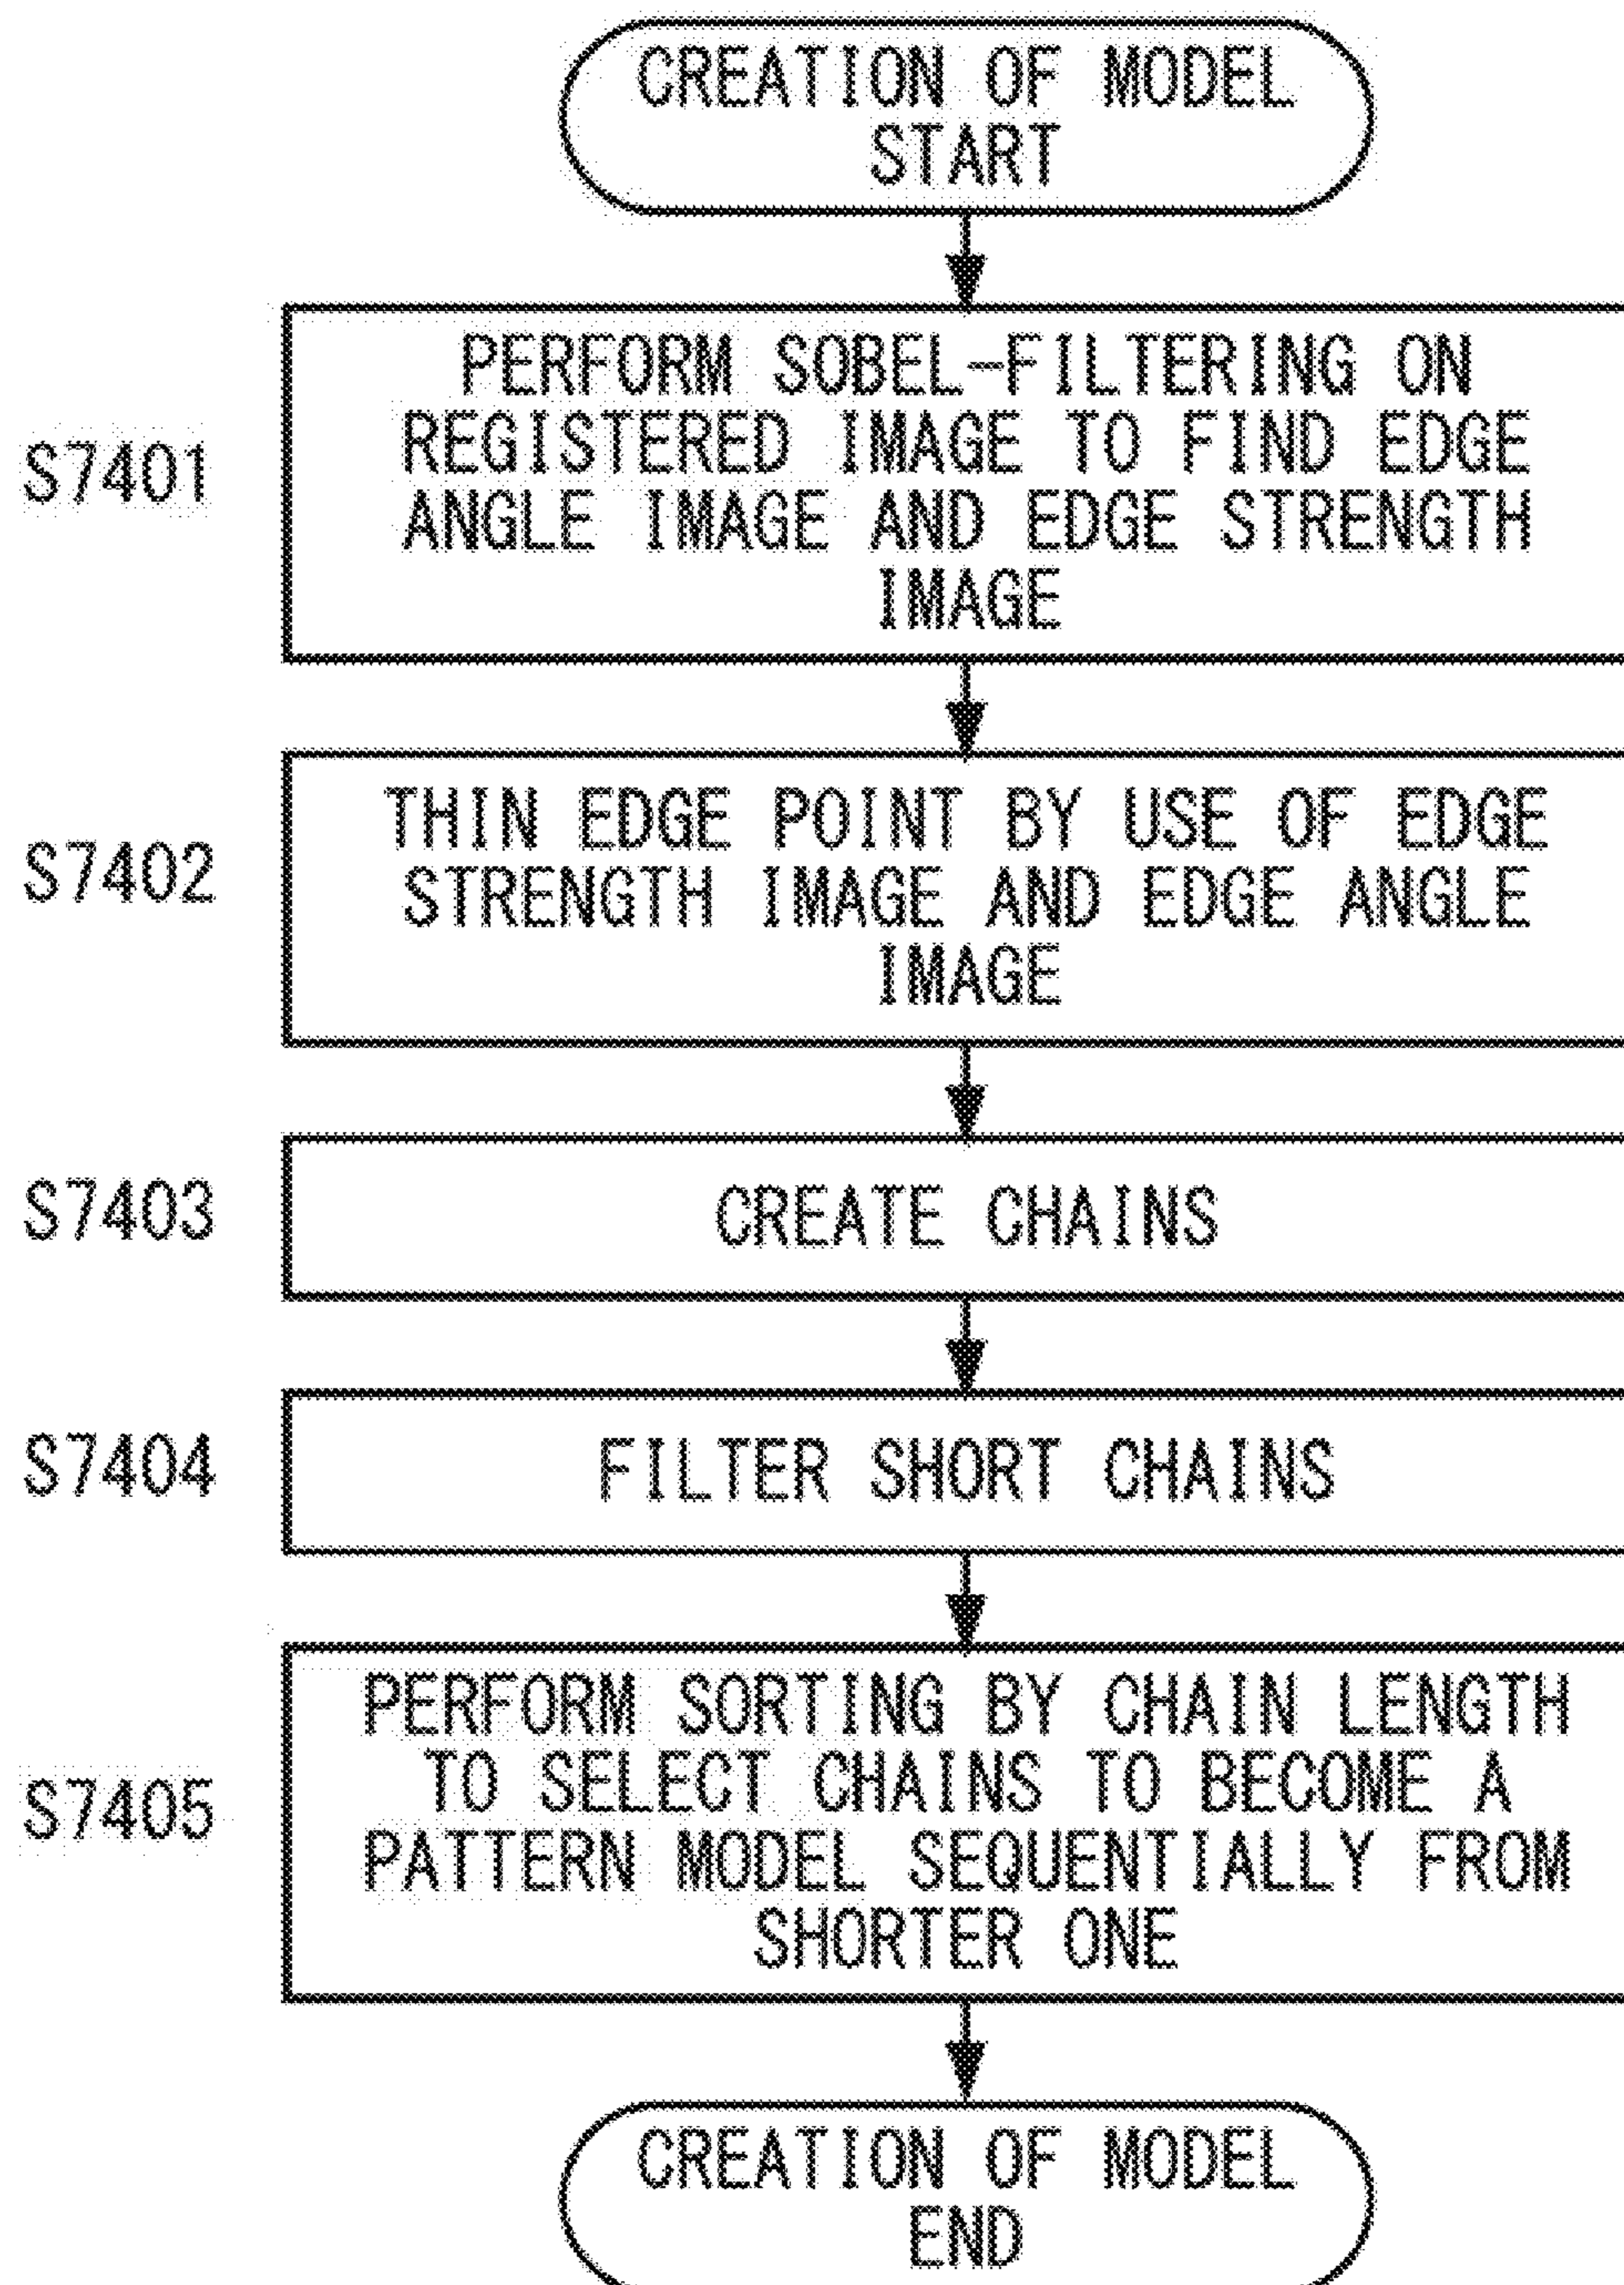 CREATION OF MODEL
START
S7401
PERFORM SOBEL-FILTERING ON
REGISTERED IMAGE TO FIND EDGE
ANGLE IMAGE AND EDGE STRENGTH
IMAGE
S7402
THIN EDGE POINT BY USE OF EDGE
STRENGTH IMAGE AND EDGE ANGLE
IMAGE
S7403
CREATE CHAINS
S7404
FILTER SHORT CHAINS
S7405
PERFORM SORTING BY CHAIN LENGTH
TO SELECT CHAINS TO BECOME A
PATTERN MODEL SEQUENTIALLY FROM
SHORTER ONE
CREATION OF MODEL
END